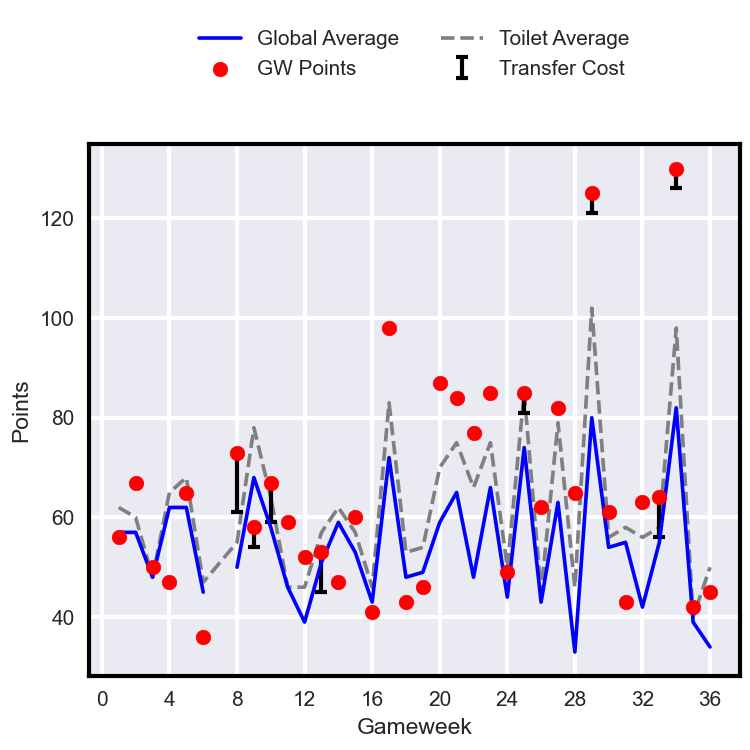 Global Average
Toilet Average
GW Points
Transfer Cost
120
100
80
60
40
Points
0 4 8 12 16 20 24 28 32 36
Gameweek